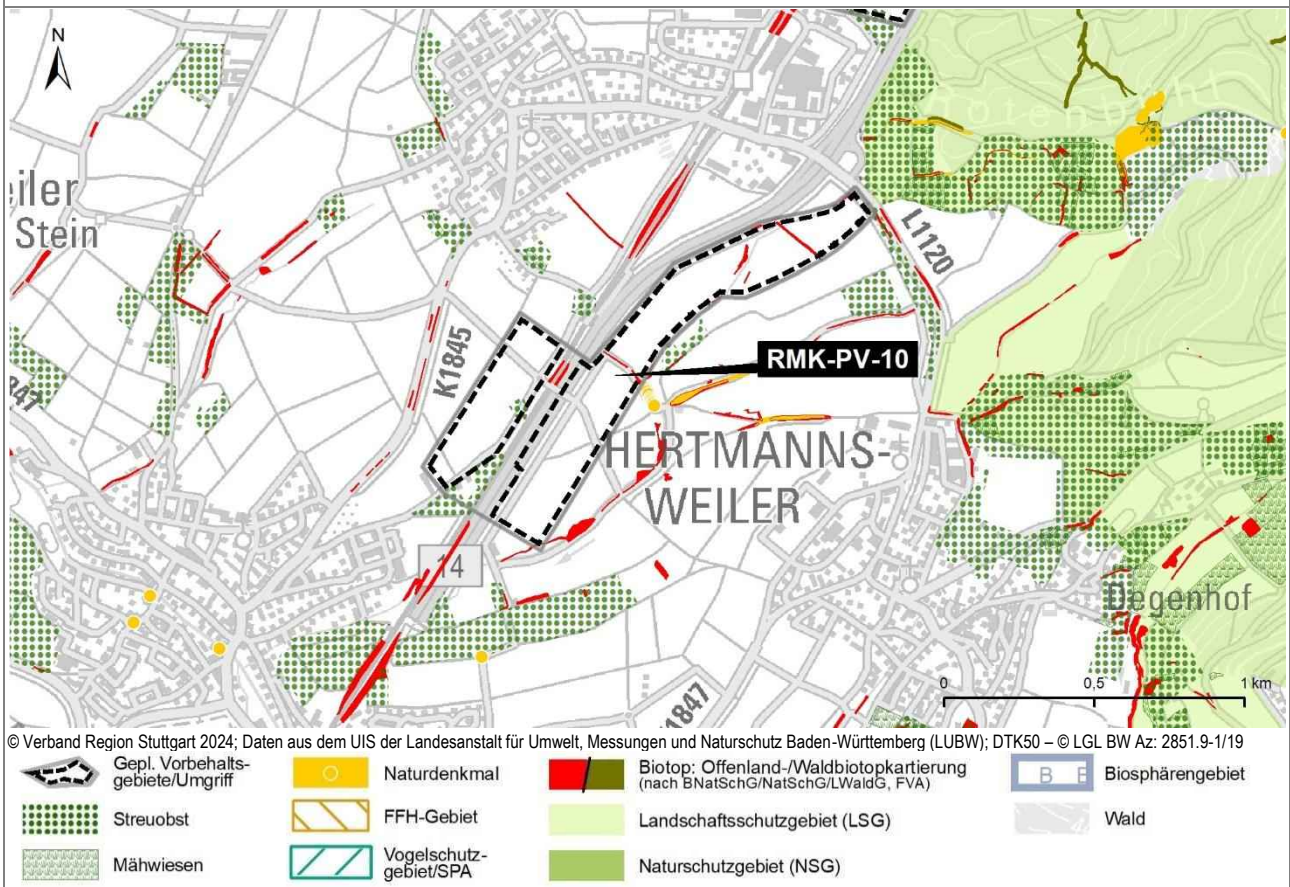 N
Rotenbühl
eiler
Stein
L1120
K1845
RMK-PV-10
847
HERTMANNS-
WEILER
14
Degenhof
1847
0 0,5 1 km
© Verband Region Stuttgart 2024; Daten aus dem UIS der Landesanstalt für Umwelt, Messungen und Naturschutz Baden-Württemberg (LUBW); DTK50 – © LGL BW Az: 2851.9-1/19
Gepl. Vorbehalts-
gebiete/Umgriff
Naturdenkmal
Biotop: Offenland-/Waldbiotopkartierung
(nach BNatSchG/NatSchG/LWaldG, FVA)
B E
Biosphärengebiet
Streuobst
FFH-Gebiet
Landschaftsschutzgebiet (LSG)
Wald
Mähwiesen
Vogelschutz-
gebiet/SPA
Naturschutzgebiet (NSG)